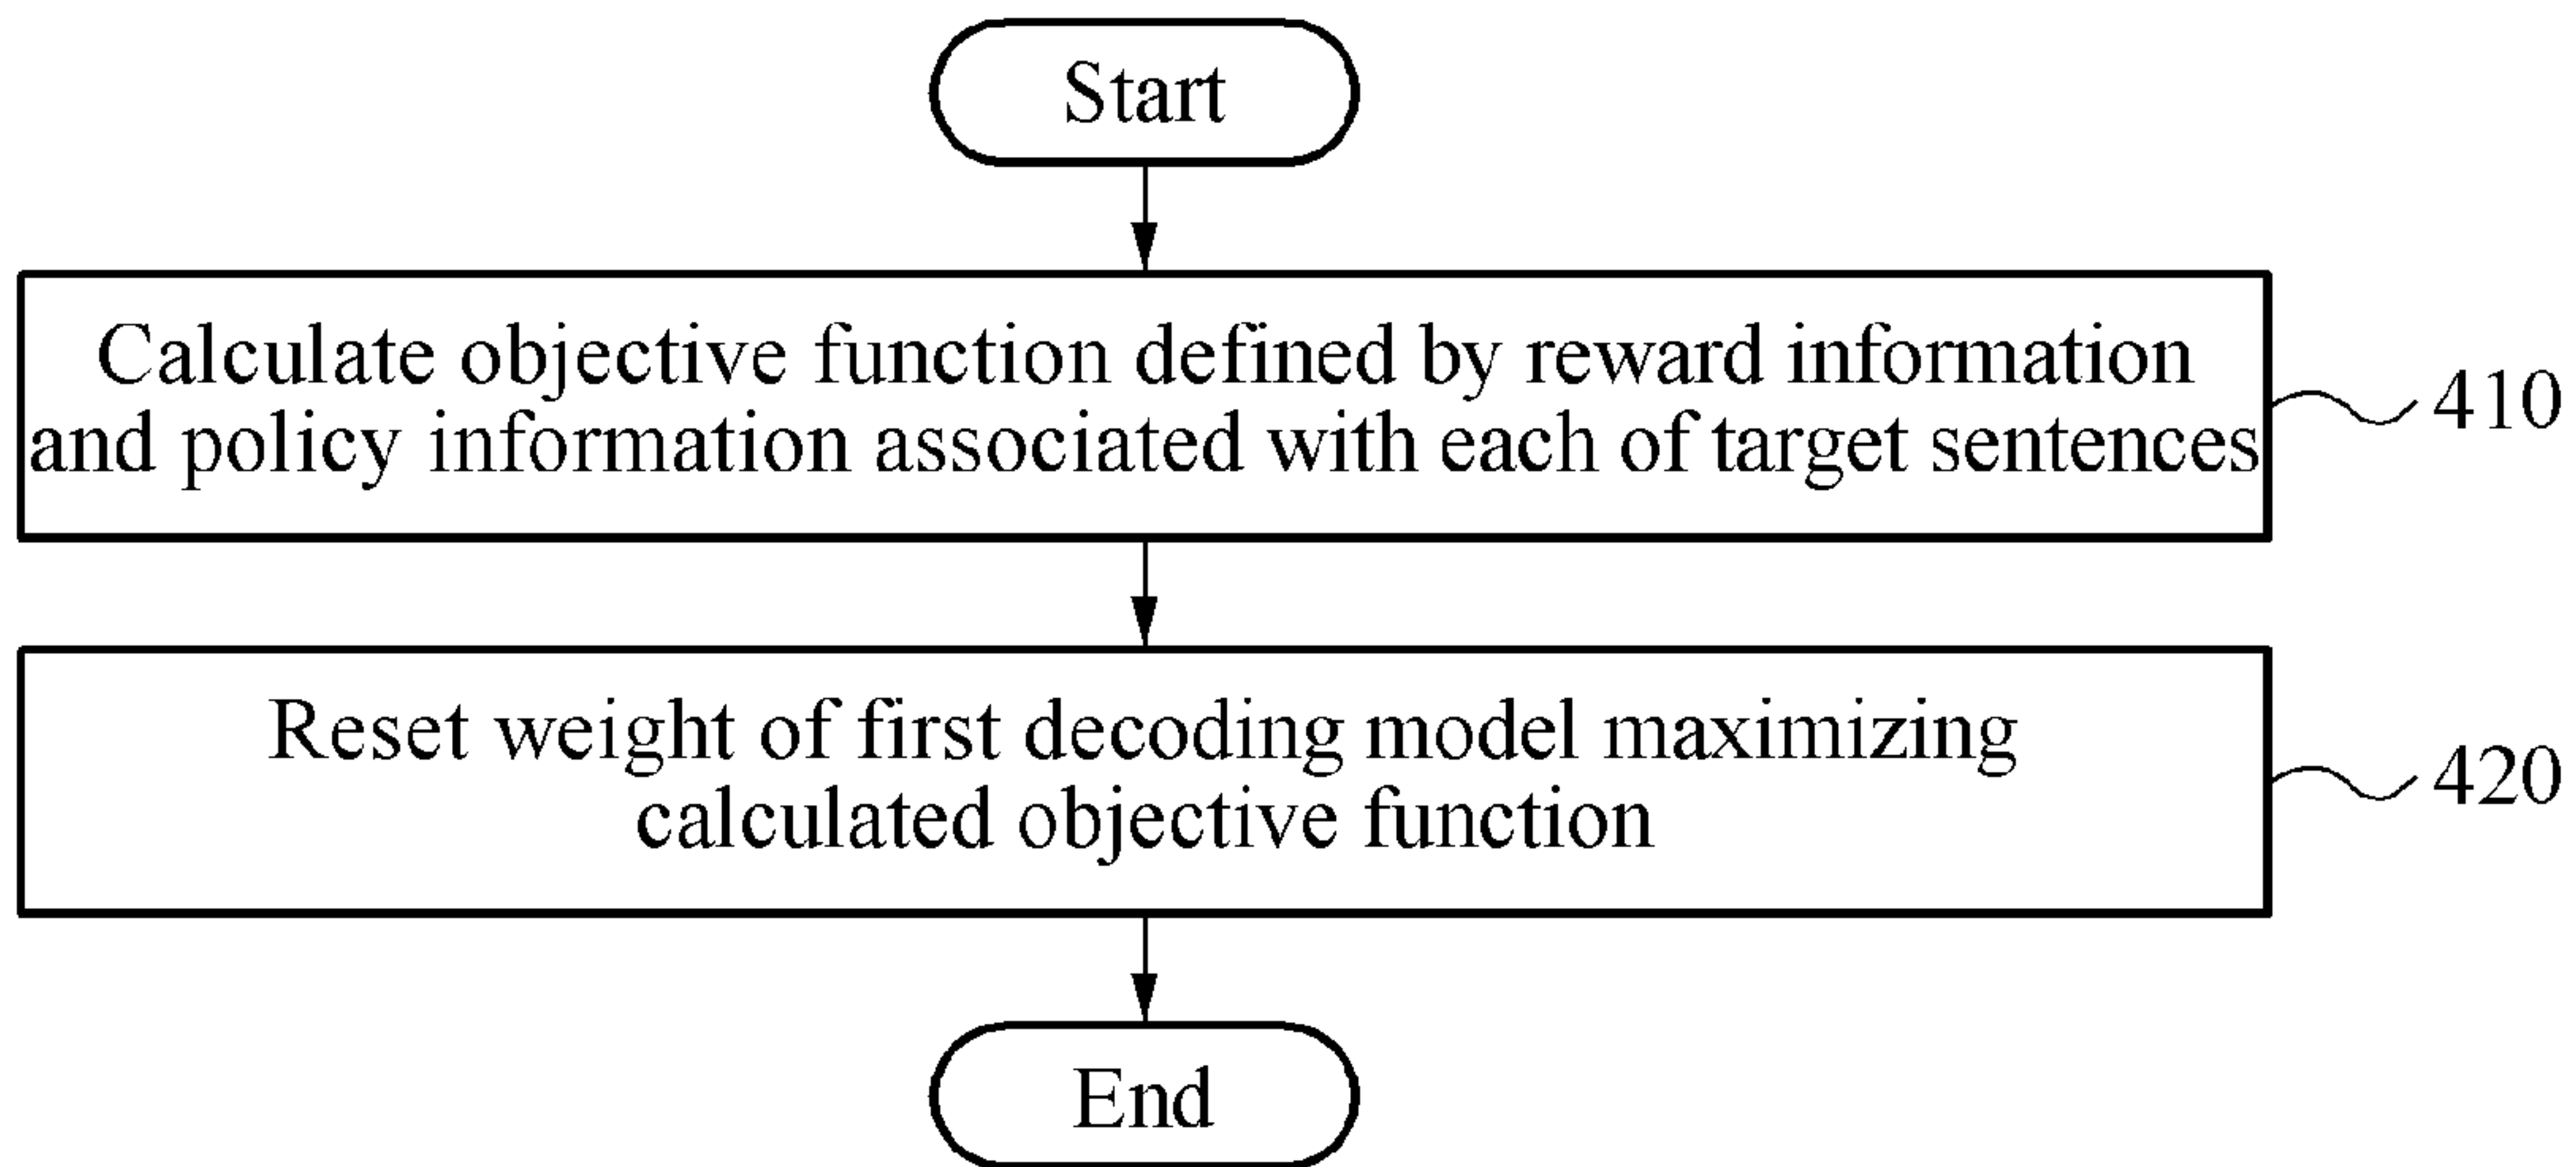 Start
Calculate objective function defined by reward information
and policy information associated with each of target sentences
410
Reset weight of first decoding model maximizing
calculated objective function
420
End